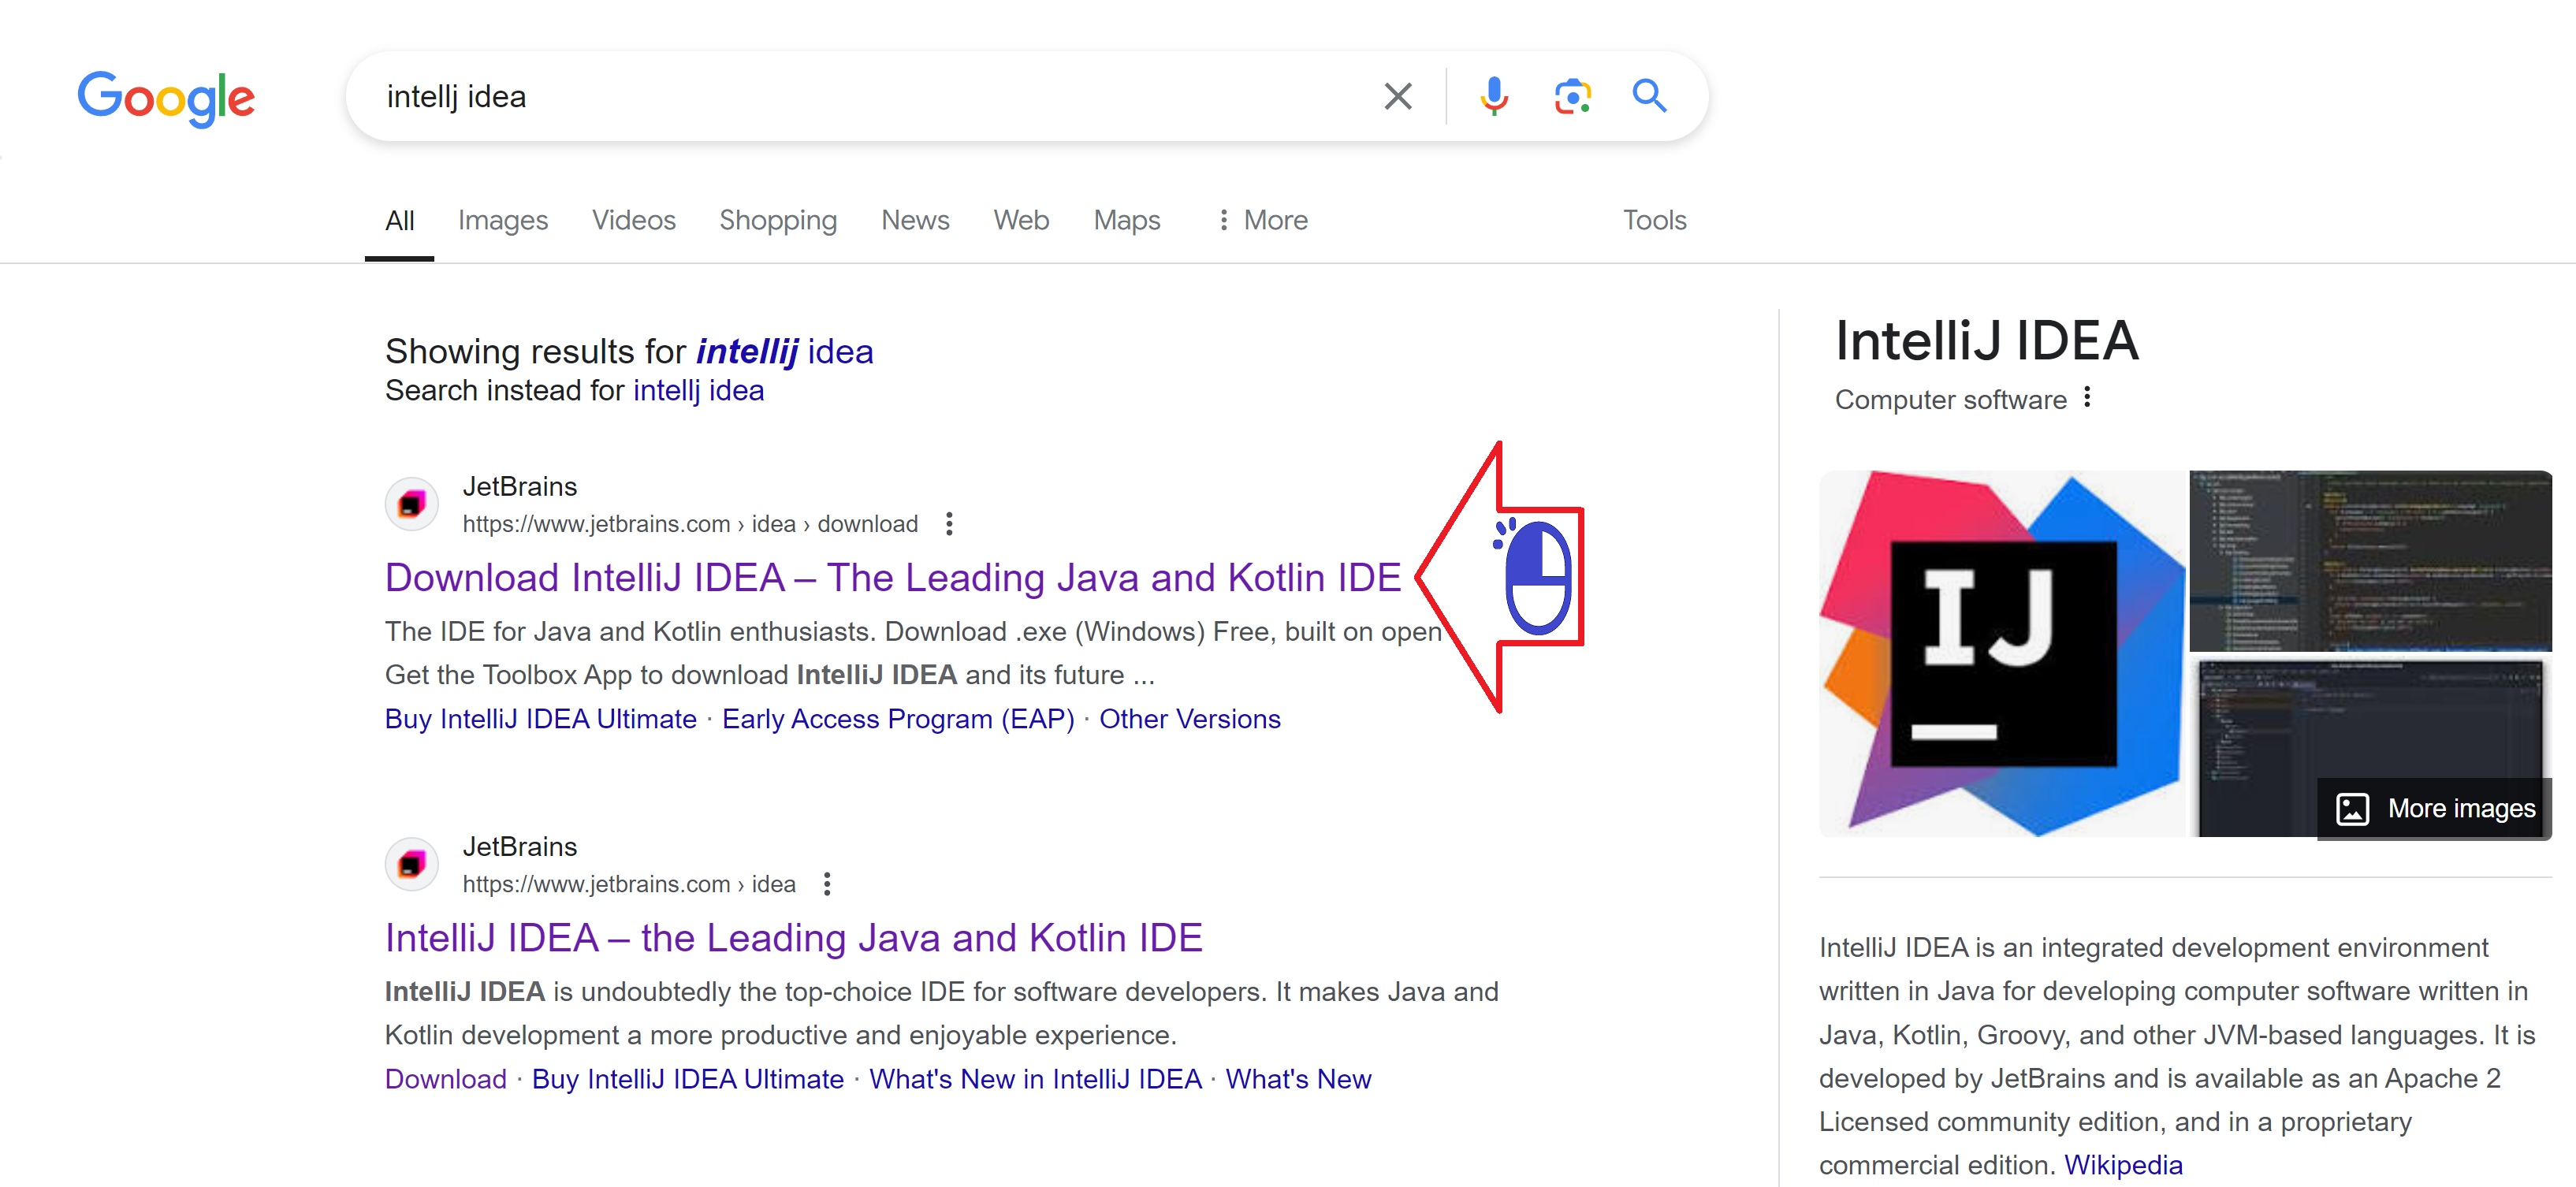 Google
intellj idea
All Images Videos Shopping News Web Maps More Tools
Showing results for intellij idea
Search instead for intellj idea
JetBrains
https://www.jetbrains.com › idea › download
Download IntelliJ IDEA – The Leading Java and Kotlin IDE
The IDE for Java and Kotlin enthusiasts. Download .exe (Windows) Free, built on open
Get the Toolbox App to download IntelliJ IDEA and its future ...
Buy IntelliJ IDEA Ultimate · Early Access Program (EAP) · Other Versions
JetBrains
https://www.jetbrains.com › idea
IntelliJ IDEA – the Leading Java and Kotlin IDE
IntelliJ IDEA is undoubtedly the top-choice IDE for software developers. It makes Java and
Kotlin development a more productive and enjoyable experience.
Download · Buy IntelliJ IDEA Ultimate · What's New in IntelliJ IDEA · What's New
IntelliJ IDEA
Computer software
IJ
More images
IntelliJ IDEA is an integrated development environment
written in Java for developing computer software written in
Java, Kotlin, Groovy, and other JVM-based languages. It is
developed by JetBrains and is available as an Apache 2
Licensed community edition, and in a proprietary
commercial edition. Wikipedia